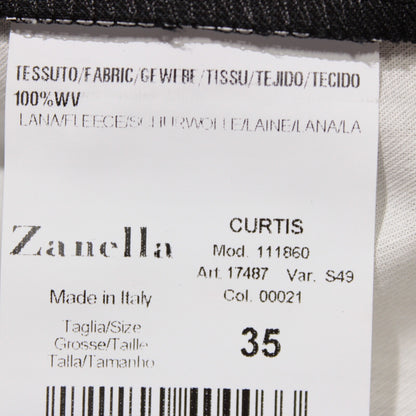 TESSUTO/FABRIC/GEWEBE/TISSU/TEJIDO/TECIDO
100%WV
LANA/FLEECE/SCHURWOLLE/LAINE/LANA/LA
Zanella
CURTIS
Mod. 111860
Art. 17487 Var. S49
Col. 00021
Made in Italy
Taglia/Size
Grosse/Taille
Talla/Tamanho
35